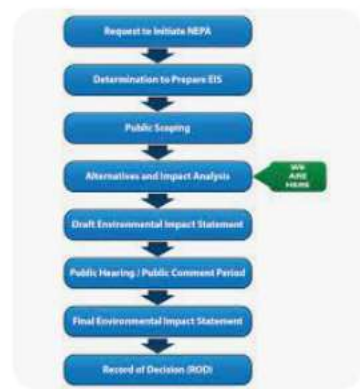 Request to Initiate NEPA
Determination to Prepare EIS
Public Scoping
Alternatives and Impact Analysis
WE
ARE
HERE
Draft Environmental Impact Statement
Public Hearing / Public Comment Period
Final Environmental Impact Statement
Record of Decision (ROD)